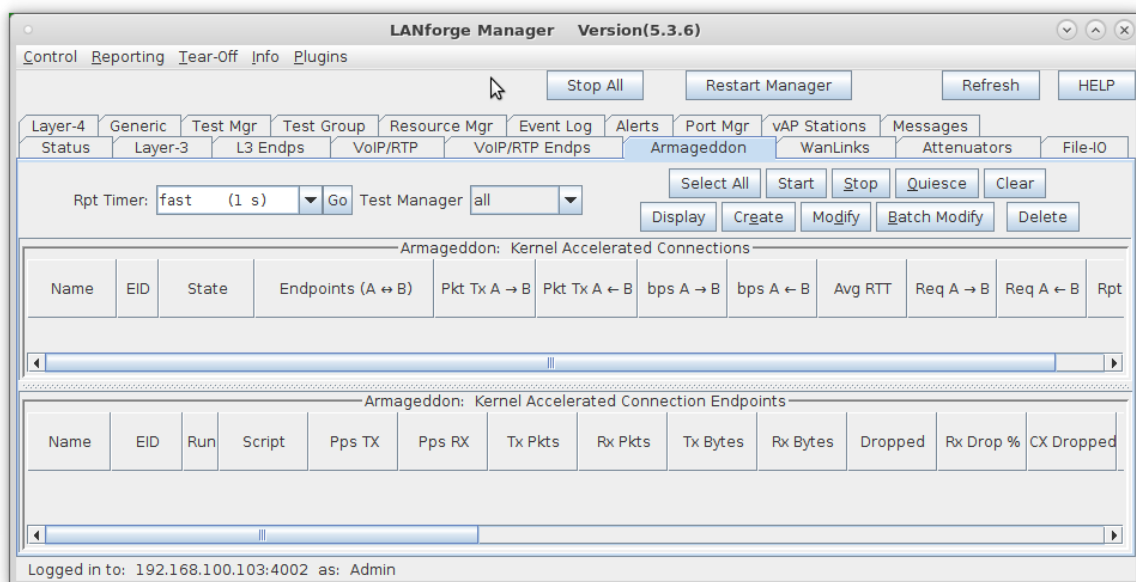 LANforge Manager Version(5.3.6)
Control Reporting Tear-Off Info Plugins
Stop All Restart Manager Refresh HELP
Layer-4 Generic Test Mgr Test Group Resource Mgr Event Log Alerts Port Mgr vAP Stations Messages
Status Layer-3 L3 Endps VoIP/RTP VoIP/RTP Endps Armageddon WanLinks Attenuators File-IO
Select All Start Stop Quiesce Clear
Rpt Timer: fast (1 s) Go Test Manager all
Display Create Modify Batch Modify Delete
Armageddon: Kernel Accelerated Connections
Name EID State Endpoints (A ↔ B) Pkt Tx A → B Pkt Tx A ← B bps A → B bps A ← B Avg RTT Req A → B Req A ← B Rpt
Armageddon: Kernel Accelerated Connection Endpoints
Name EID Run Script Pps TX Pps RX Tx Pkts Rx Pkts Tx Bytes Rx Bytes Dropped Rx Drop % CX Dropped
Logged in to: 192.168.100.103:4002 as: Admin